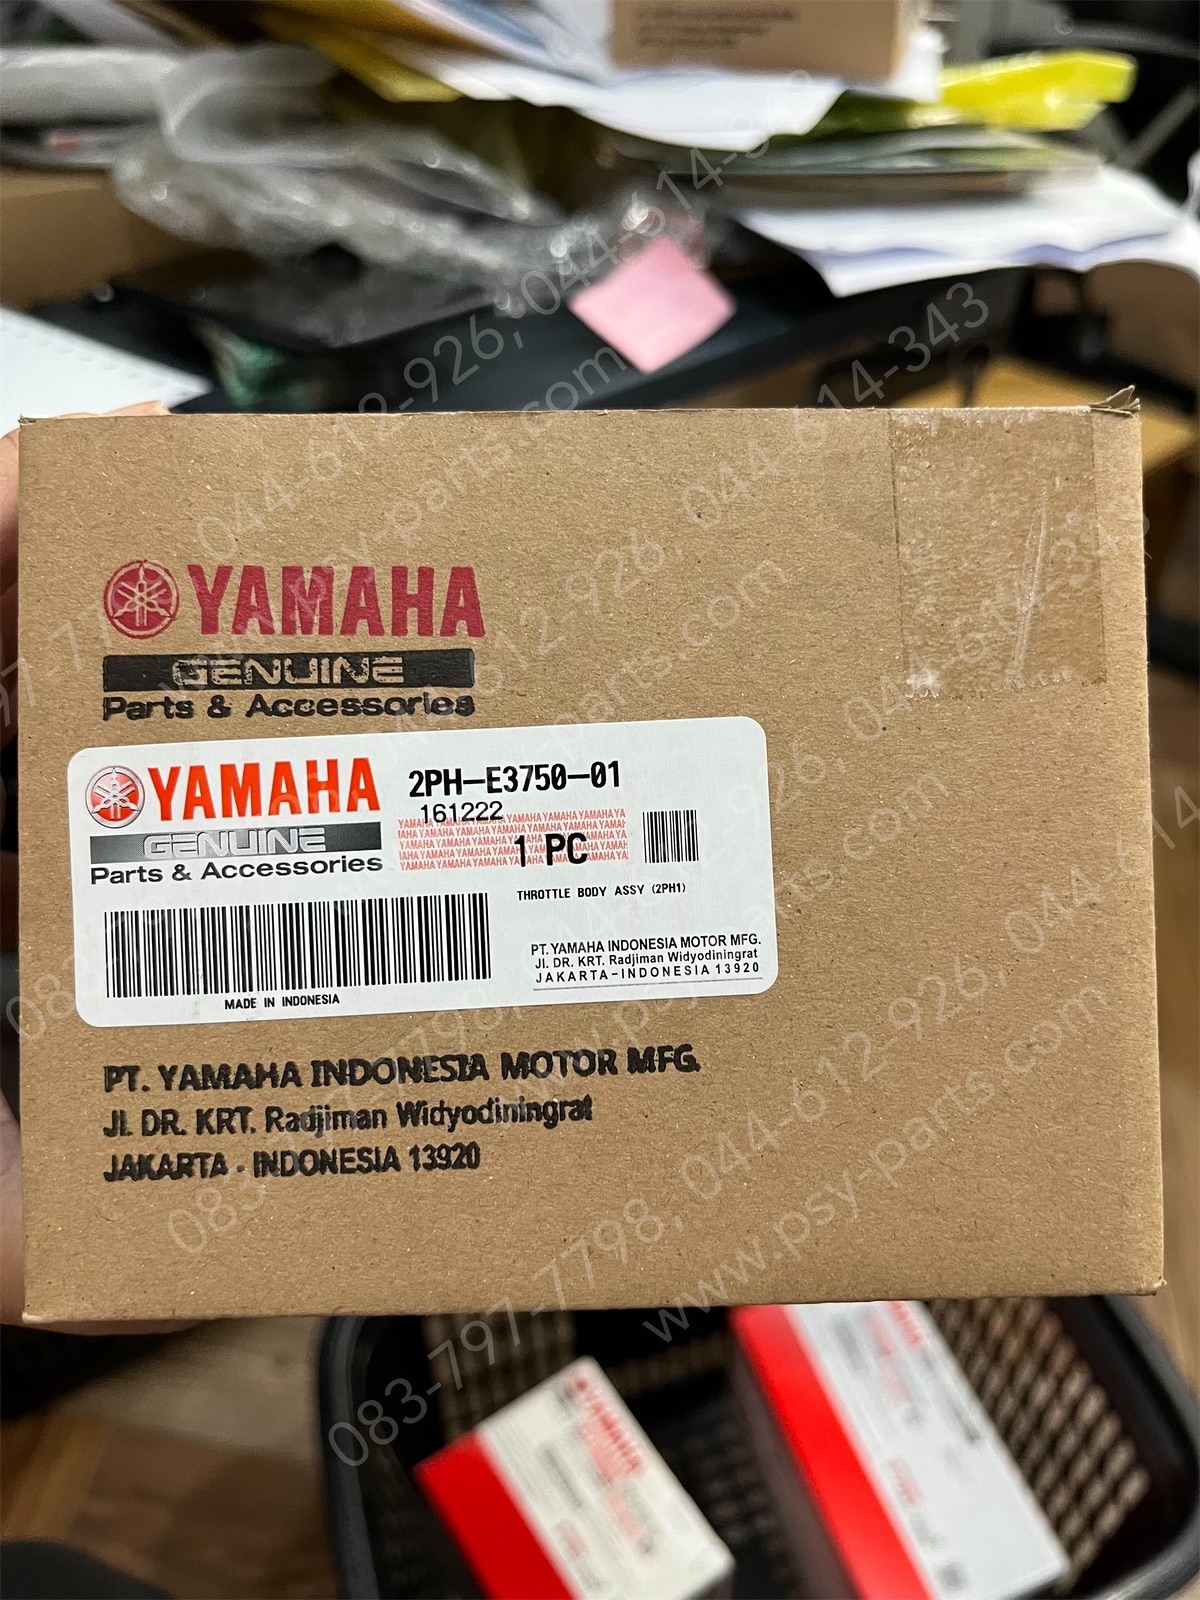 YAMAHA
GENUINE
Parts & Accessories
YAMAHA
GENUINE
Parts & Accessories
2PH-E3750-01
161222
1 PC
THROTTLE BODY ASSY (2PH1)
PT. YAMAHA INDONESIA MOTOR MFG.
Jl. DR. KRT. Radjiman Widyodiningrat
JAKARTA-INDONESIA 13920
MADE IN INDONESIA
PT. YAMAHA INDONESIA MOTOR MFG.
Jl. DR. KRT. Radjiman Widyodiningrat
JAKARTA - INDONESIA 13920
083-797-7798, 044-612-926, 044-614-343
www.psy-parts.com
YAMAHA